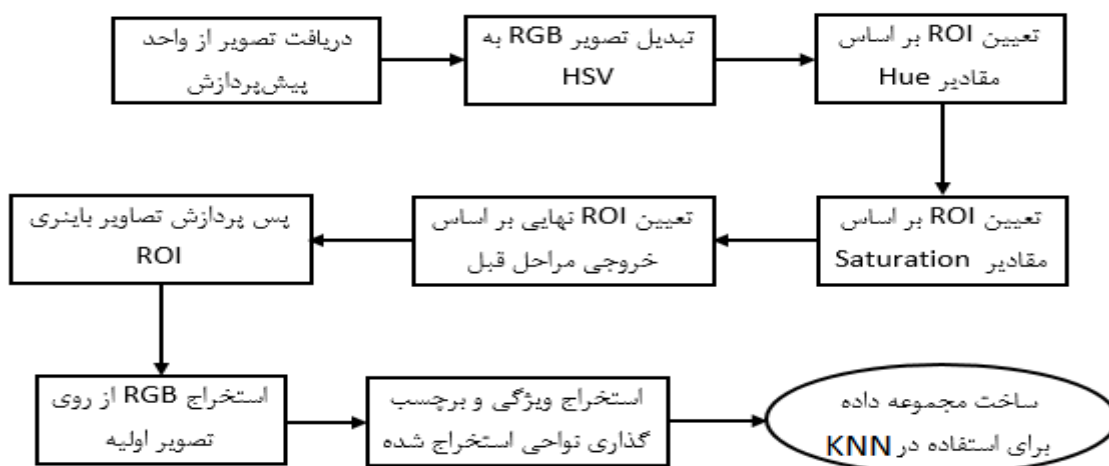 دریافت تصویر از واحد
پیش‌پردازش
تبدیل تصویر RGB به
HSV
تعیین ROI بر اساس
مقادیر Hue
تعیین ROI بر اساس
مقادیر Saturation
تعیین ROI نهایی بر اساس
خروجی مراحل قبل
پس پردازش تصاویر باینری
ROI
استخراج RGB از روی
تصویر اولیه
استخراج ویژگی و برچسب
گذاری نواحی استخراج شده
ساخت مجموعه داده
برای استفاده در KNN